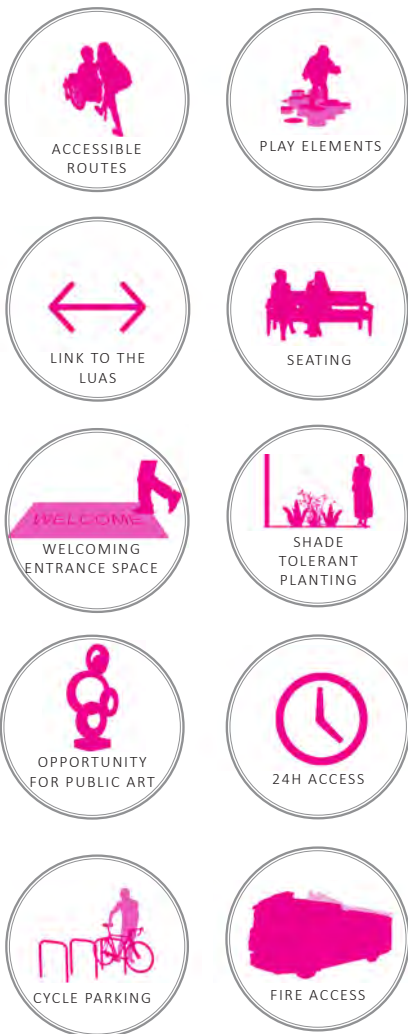 ACCESSIBLE
ROUTES
PLAY ELEMENTS
LINK TO THE
LUAS
SEATING
WELCOME
WELCOMING
ENTRANCE SPACE
SHADE
TOLERANT
PLANTING
OPPORTUNITY
FOR PUBLIC ART
24H ACCESS
CYCLE PARKING
FIRE ACCESS